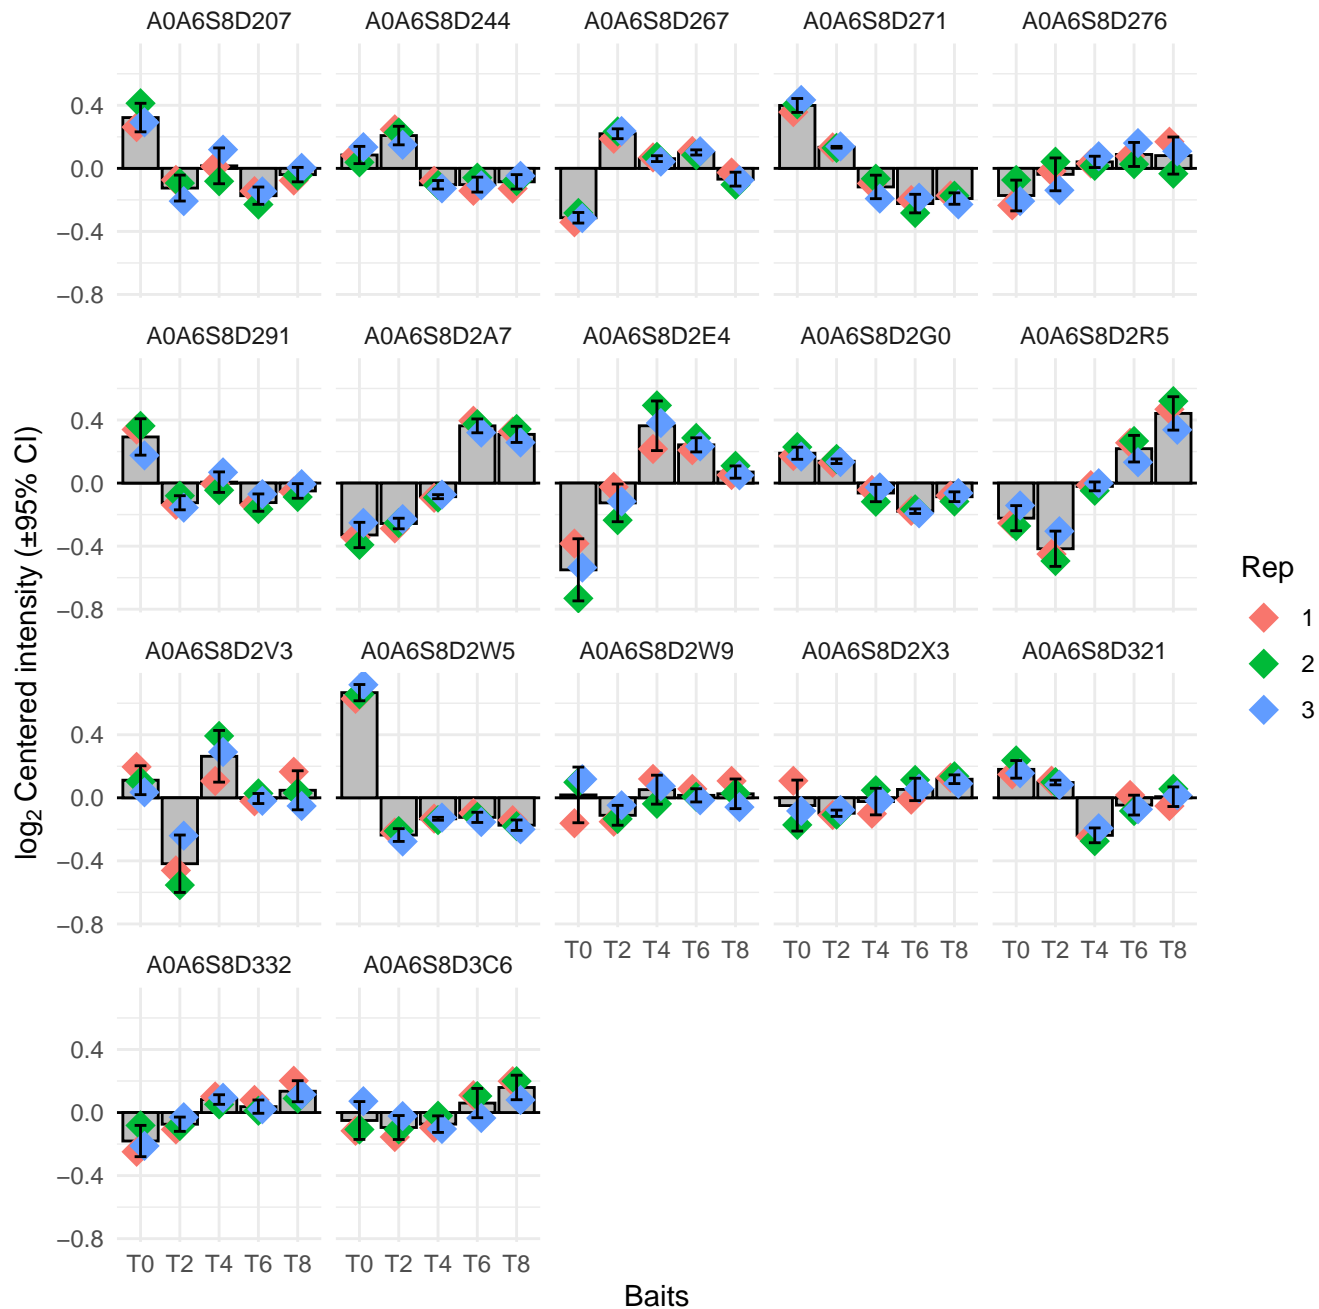 A0A6S8D207 A0A6S8D244 A0A6S8D267 A0A6S8D271 A0A6S8D276
0.4
0.0
−0.4
−0.8
A0A6S8D291 A0A6S8D2A7 A0A6S8D2E4 A0A6S8D2G0 A0A6S8D2R5
0.4
0.0
−0.4
−0.8
A0A6S8D2V3 A0A6S8D2W5 A0A6S8D2W9 A0A6S8D2X3 A0A6S8D321
0.4
0.0
−0.4
−0.8
T0 T2 T4 T6 T8 T0 T2 T4 T6 T8 T0 T2 T4 T6 T8
A0A6S8D332 A0A6S8D3C6
0.4
0.0
−0.4
−0.8
T0 T2 T4 T6 T8 T0 T2 T4 T6 T8
Baits
log₂ Centered intensity (±95% CI)
Rep
1
2
3